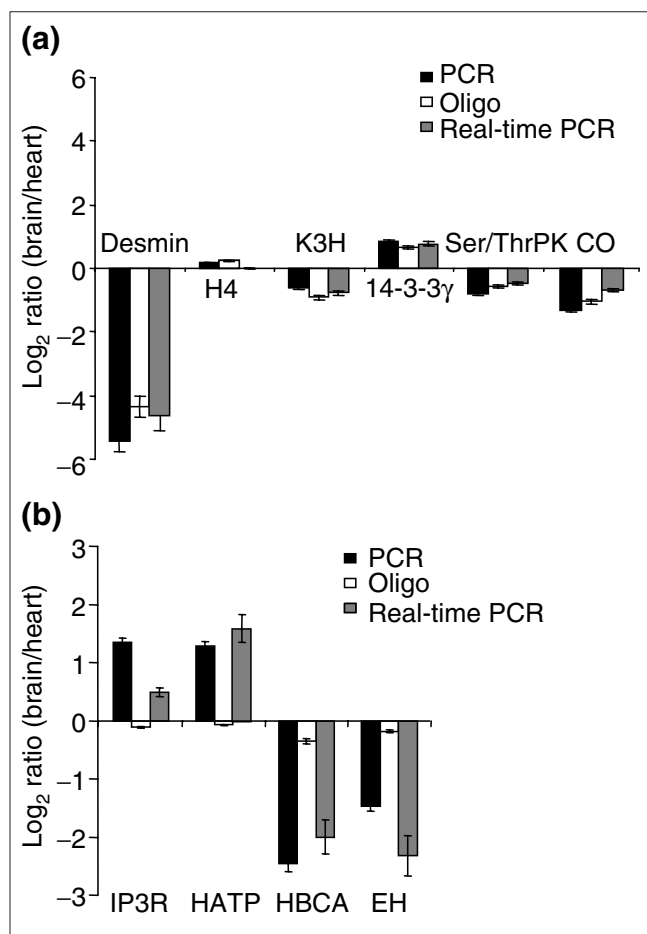 (a)
6
4
2
0
−2
−4
−6
Log₂ ratio (brain/heart)
PCR
Oligo
Real-time PCR
Desmin
H4
K3H
14-3-3γ
Ser/ThrPK CO
(b)
3
2
1
0
−1
−2
−3
Log₂ ratio (brain/heart)
PCR
Oligo
Real-time PCR
IP3R HATP HBCA EH